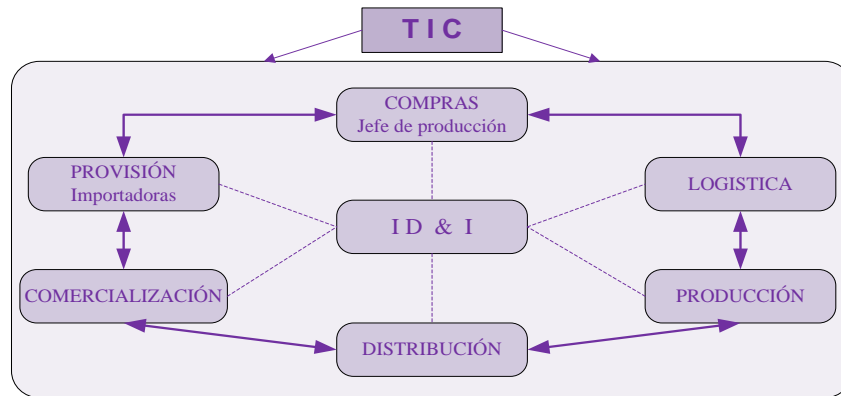 T I C
COMPRAS
Jefe de producción
PROVISIÓN
Importadoras
LOGISTICA
I D & I
COMERCIALIZACIÓN
PRODUCCIÓN
DISTRIBUCIÓN